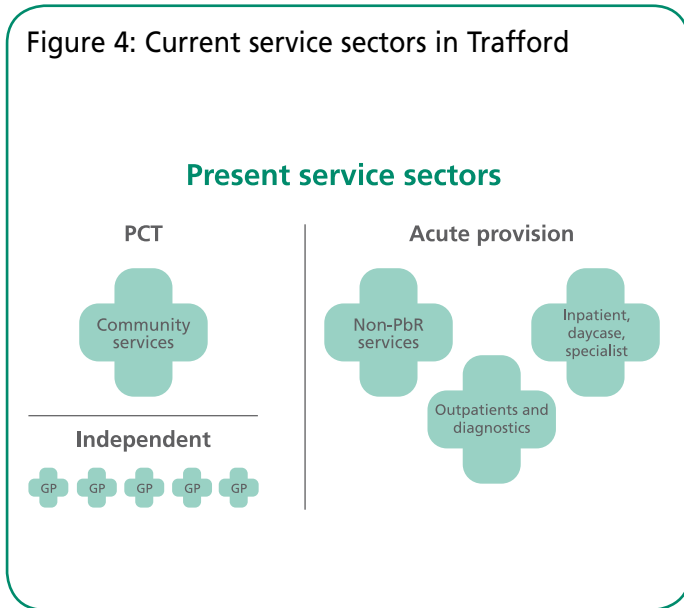 Figure 4: Current service sectors in Trafford
Present service sectors
PCT
Community
services
Independent
GP
GP
GP
GP
GP
Acute provision
Non-PbR
services
Inpatient,
daycase,
specialist
Outpatients and
diagnostics